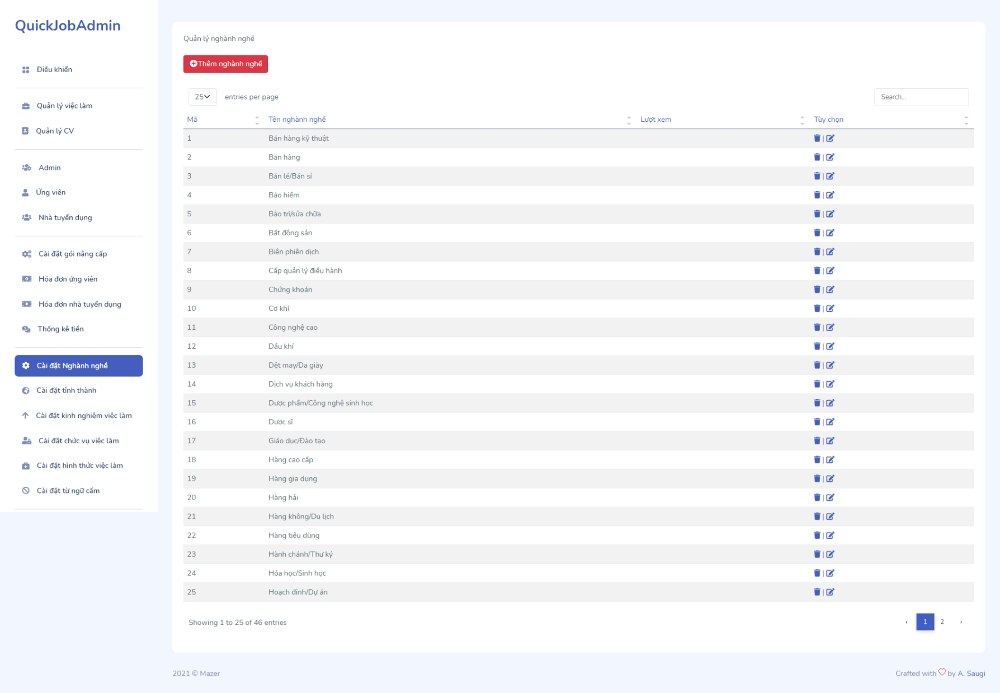 QuickJobAdmin
Điều khiển
Quản lý việc làm
Quản lý CV
Admin
Ứng viên
Nhà tuyển dụng
Cài đặt gói nâng cấp
Hóa đơn ứng viên
Hóa đơn nhà tuyển dụng
Thống kê tiền
Cài đặt Nghành nghề
Cài đặt tỉnh thành
Cài đặt kinh nghiệm việc làm
Cài đặt chức vụ việc làm
Cài đặt hình thức việc làm
Cài đặt từ ngữ cấm
Quản lý nghành nghề
Thêm nghành nghề
25 entries per page
Search...
Mã Tên nghành nghề Lượt xem Tùy chọn
1 Bán hàng kỹ thuật |
2 Bán hàng |
3 Bán lẻ/Bán sỉ |
4 Bảo hiểm |
5 Bảo trì/sửa chữa |
6 Bất động sản |
7 Biên phiên dịch |
8 Cấp quản lý điều hành |
9 Chứng khoán |
10 Cơ khí |
11 Công nghệ cao |
12 Dầu khí |
13 Dệt may/Da giày |
14 Dịch vụ khách hàng |
15 Dược phẩm/Công nghệ sinh học |
16 Dược sĩ |
17 Giáo dục/Đào tạo |
18 Hàng cao cấp |
19 Hàng gia dụng |
20 Hàng hải |
21 Hàng không/Du lịch |
22 Hàng tiêu dùng |
23 Hành chánh/Thư ký |
24 Hóa học/Sinh học |
25 Hoạch đinh/Dự án |
Showing 1 to 25 of 46 entries
‹ 1 2 ›
2021 © Mazer
Crafted with ♡ by A. Saugi